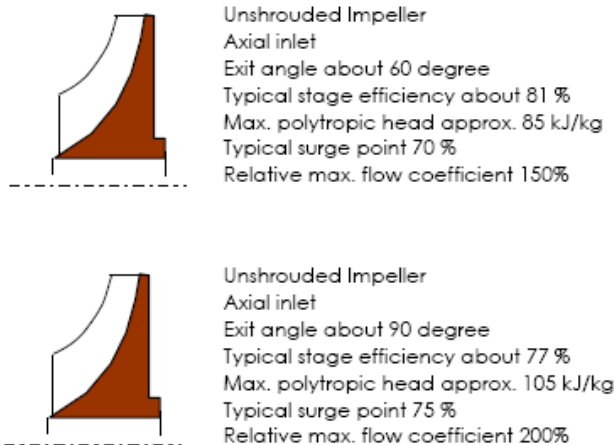 Unshrouded Impeller
Axial inlet
Exit angle about 60 degree
Typical stage efficiency about 81 %
Max. polytropic head approx. 85 kJ/kg
Typical surge point 70 %
Relative max. flow coefficient 150%
Unshrouded Impeller
Axial inlet
Exit angle about 90 degree
Typical stage efficiency about 77 %
Max. polytropic head approx. 105 kJ/kg
Typical surge point 75 %
Relative max. flow coefficient 200%